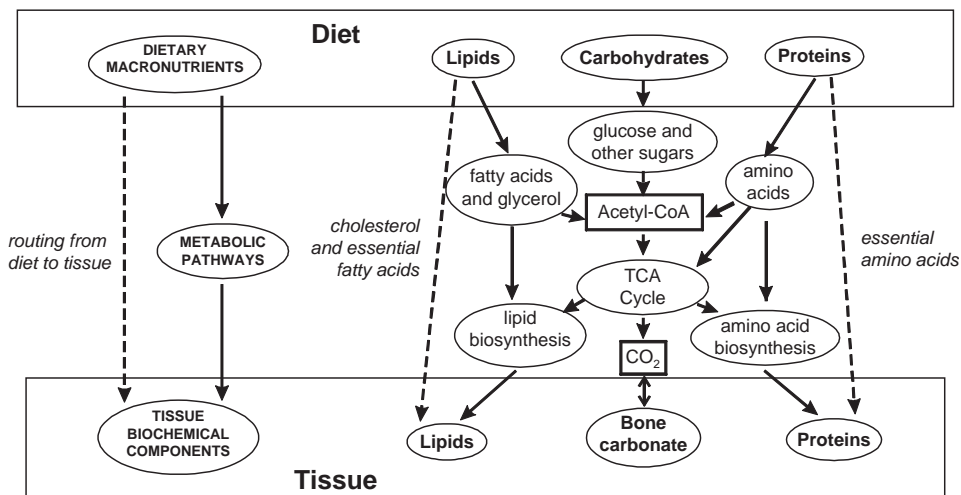 Diet
DIETARY
MACRONUTRIENTS
Lipids
Carbohydrates
Proteins
glucose and
other sugars
fatty acids
and glycerol
amino
acids
Acetyl-CoA
routing from
diet to tissue
METABOLIC
PATHWAYS
cholesterol
and essential
fatty acids
essential
amino acids
TCA
Cycle
lipid
biosynthesis
amino acid
biosynthesis
CO₂
TISSUE
BIOCHEMICAL
COMPONENTS
Lipids
Bone
carbonate
Proteins
Tissue